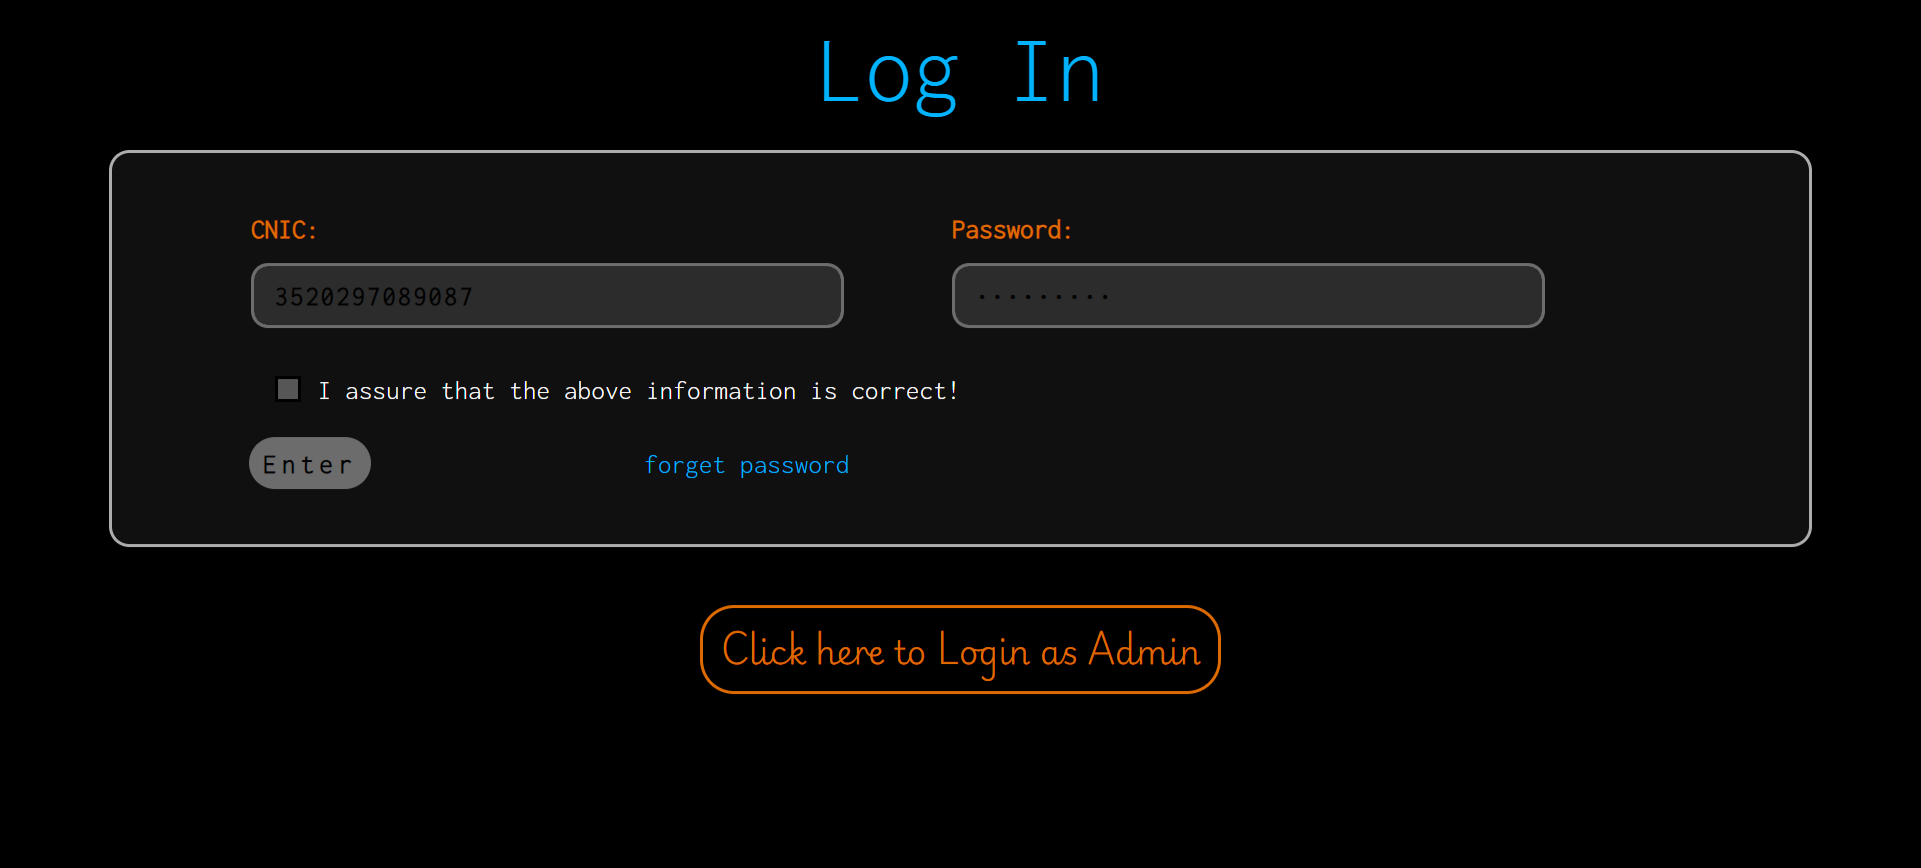 Log In
CNIC: Password:
3520297089087 ·········
I assure that the above information is correct!
Enter forget password
Click here to Login as Admin